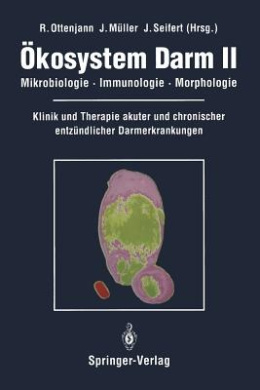 R. Ottenjann J. Müller J. Seifert (Hrsg.)
Ökosystem Darm II
Mikrobiologie · Immunologie · Morphologie
Klinik und Therapie akuter und chronischer
entzündlicher Darmerkrankungen
Springer-Verlag